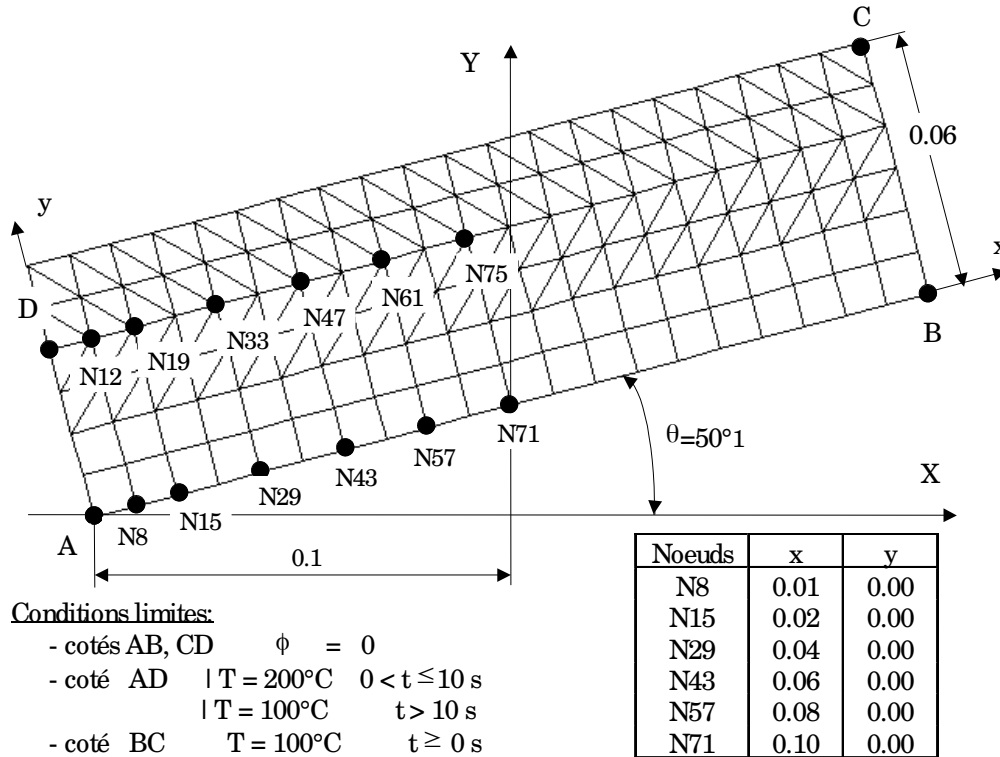 C
Y
0.06
y
x
D
N75
N61
N47
N33
N19
N12
B
N71
θ=50°1
N57
N43
N29
X
N15
N8
A
0.1
Noeuds x y
N8 0.01 0.00
N15 0.02 0.00
N29 0.04 0.00
N43 0.06 0.00
N57 0.08 0.00
N71 0.10 0.00
Conditions limites:
- cotés AB, CD ϕ = 0
- coté AD | T = 200°C 0 < t ≤ 10 s
| T = 100°C t > 10 s
- coté BC T = 100°C t ≥ 0 s